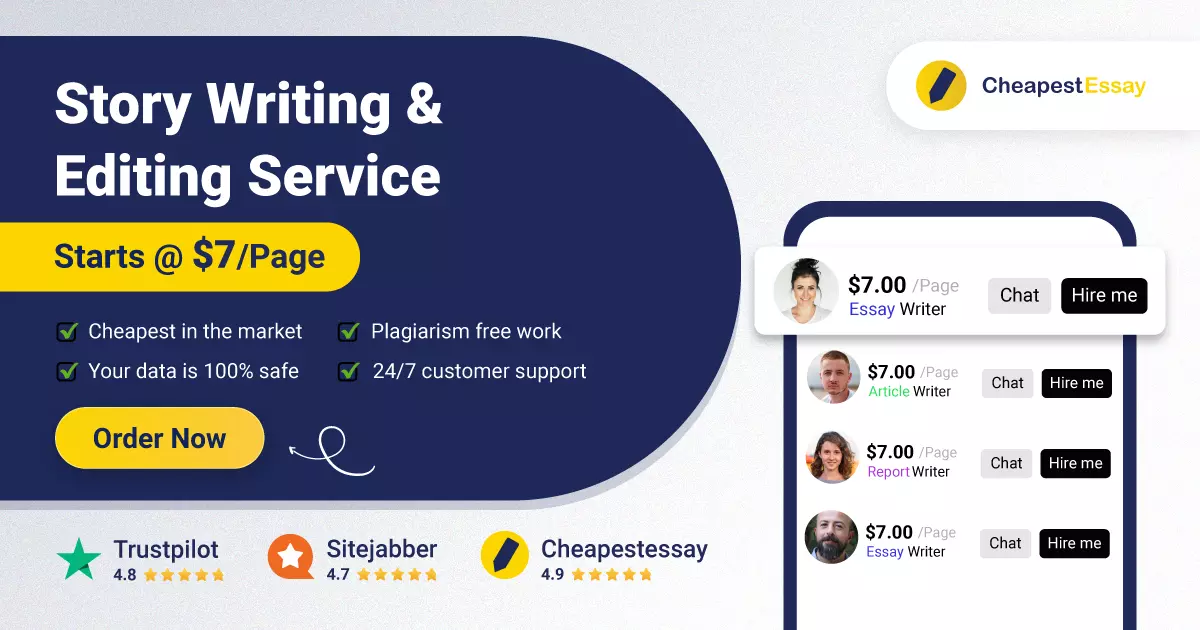 Story Writing &
Editing Service
Starts @ $7/Page
Cheapest in the market
Plagiarism free work
Your data is 100% safe
24/7 customer support
Order Now
Trustpilot
4.8
Sitejabber
4.7
Cheapestessay
4.9
CheapestEssay
$7.00 /Page
Essay Writer
Chat
Hire me
$7.00 /Page
Article Writer
Chat
Hire me
$7.00 /Page
Report Writer
Chat
Hire me
$7.00 /Page
Essay Writer
Chat
Hire me